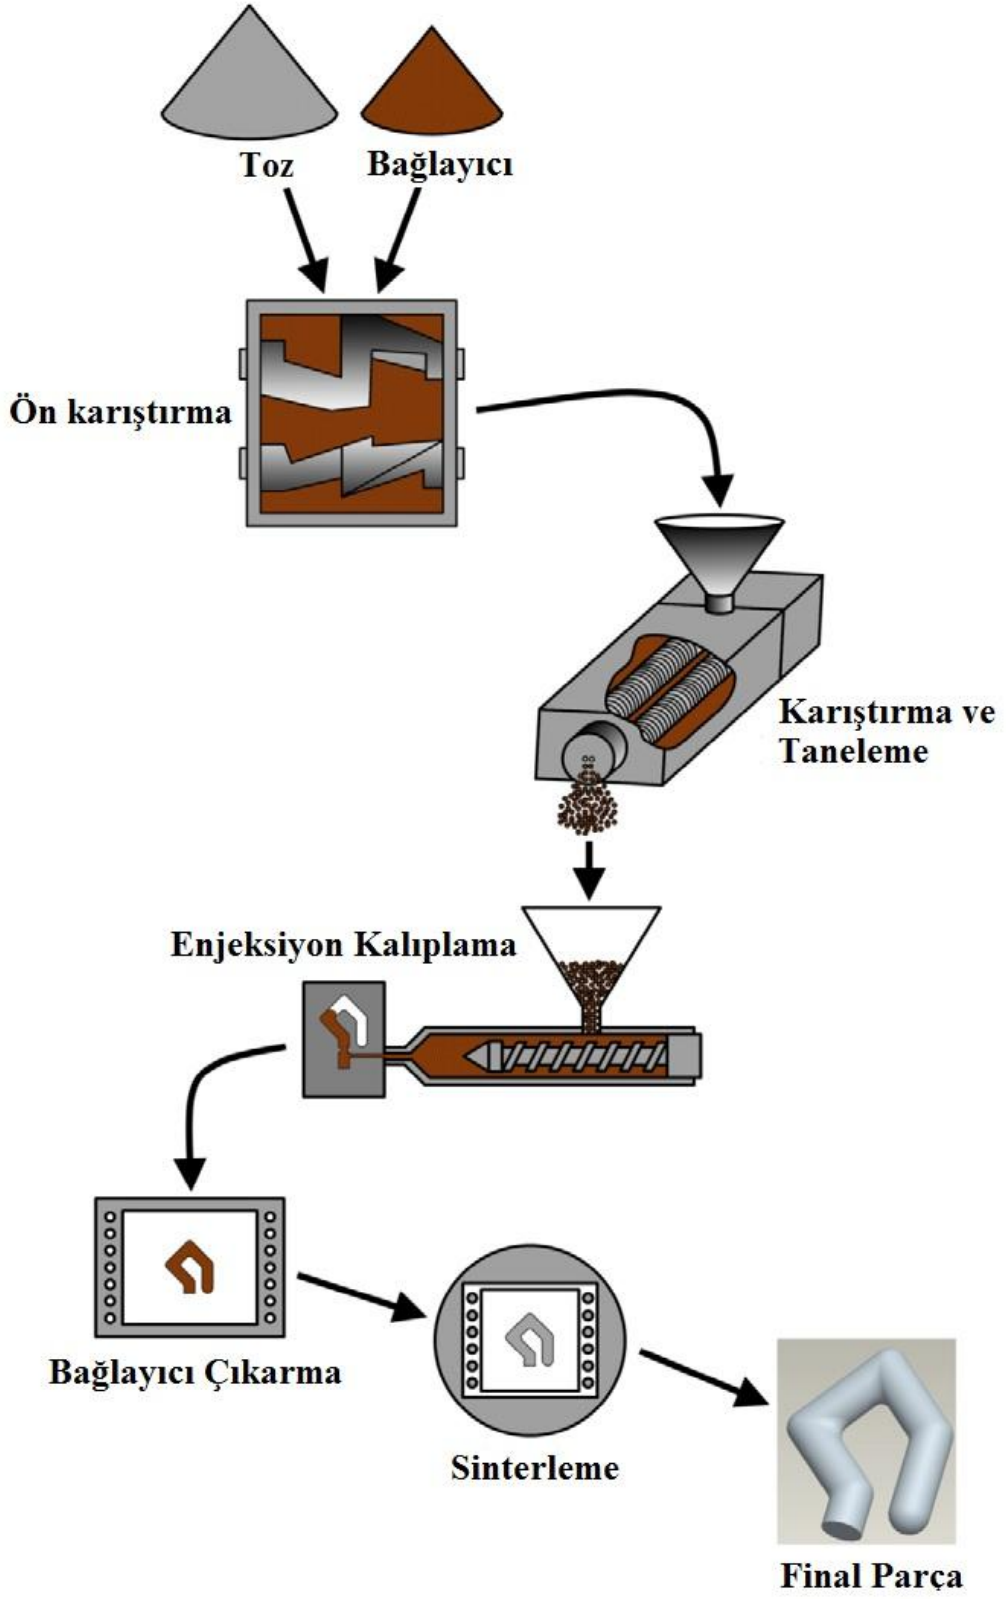 Toz
Bağlayıcı
Ön karıştırma
Karıştırma ve
Taneleme
Enjeksiyon Kalıplama
Bağlayıcı Çıkarma
Sinterleme
Final Parça